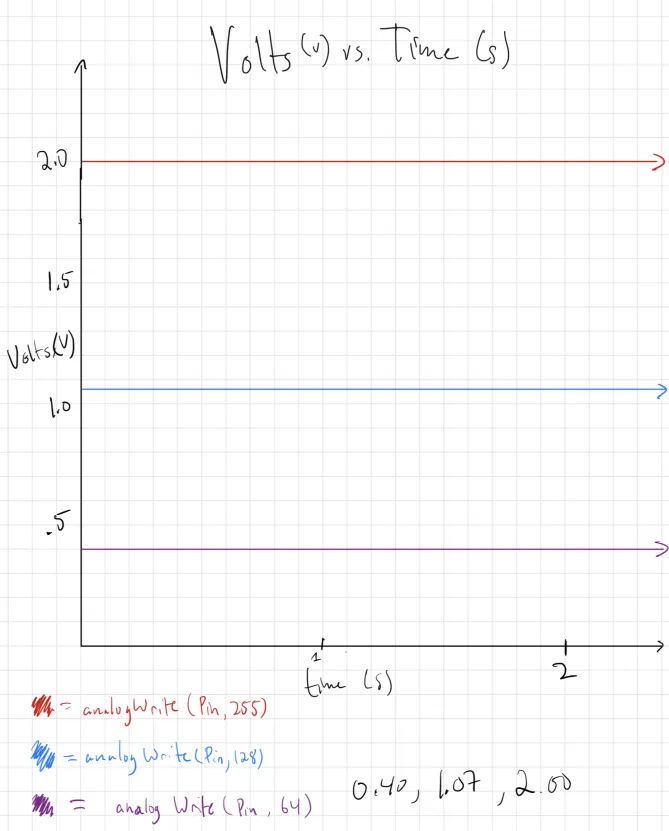 Volts (v) vs. Time (s)
2.0
1.5
Volts (V)
1.0
.5
1
2
time (s)
= analogWrite (Pin, 255)
= analog Write (Pin, 128)
= analog Write (Pin, 64)
0.40, 1.07, 2.00